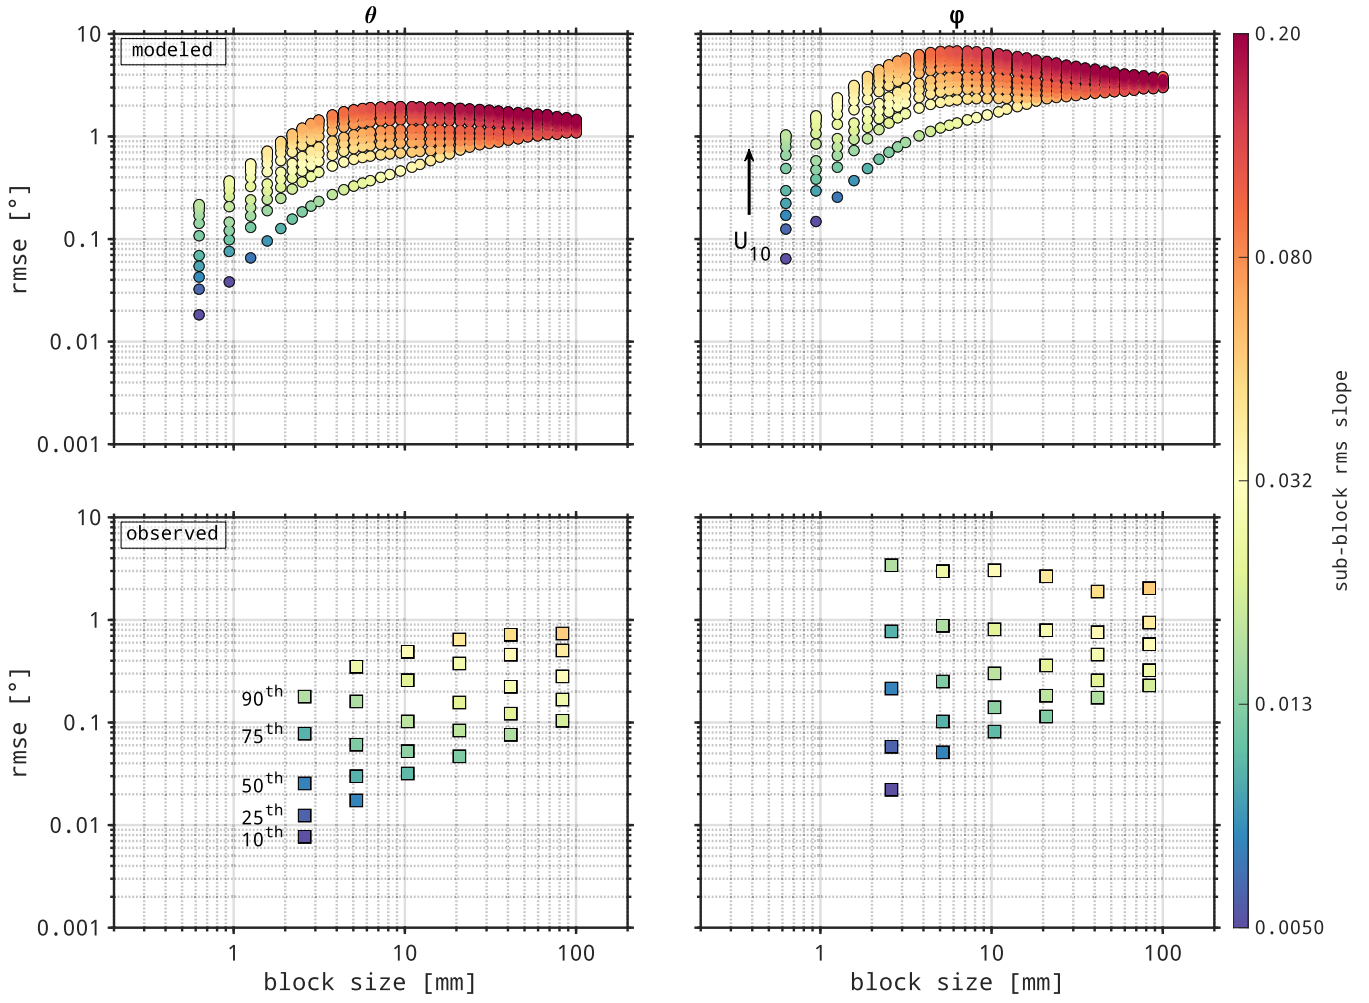 θ
φ
10
1
0.1
0.01
0.001
rmse [°]
modeled
U10
0.20
0.080
0.032
0.013
0.0050
sub-block rms slope
10
1
0.1
0.01
0.001
rmse [°]
observed
90th
75th
50th
25th
10th
1
10
100
block size [mm]
1
10
100
block size [mm]